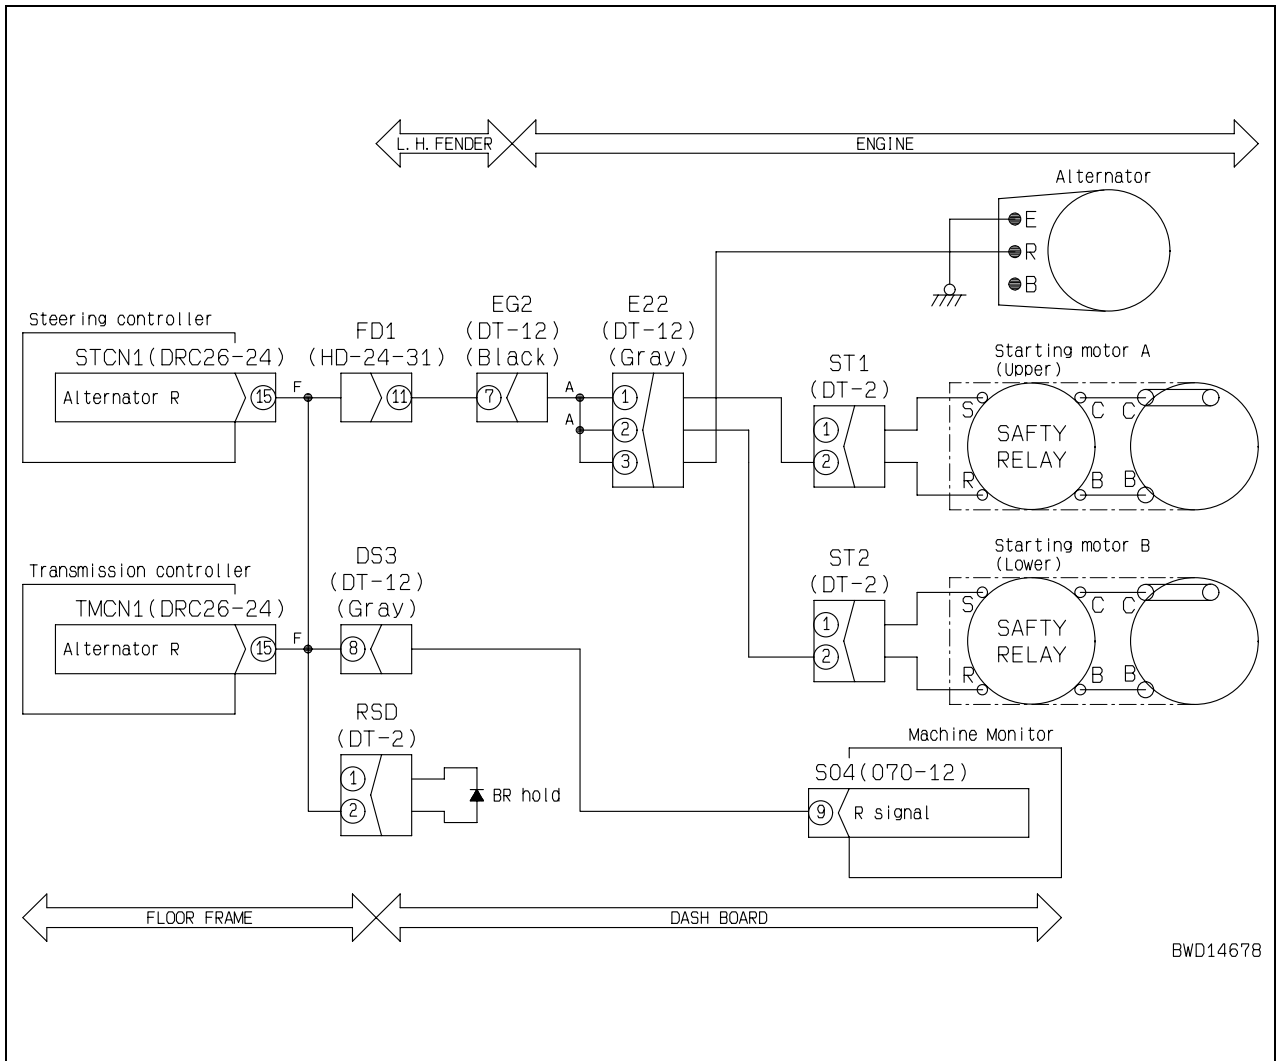 L. H. FENDER
ENGINE
Alternator
E
R
B
Steering controller
STCN1(DRC26-24)
Alternator R
15
F
FD1
(HD-24-31)
11
EG2
(DT-12)
(Black)
7
A
A
E22
(DT-12)
(Gray)
1
2
3
ST1
(DT-2)
1
2
Starting motor A
(Upper)
S
R
SAFTY
RELAY
C
C
B
B
Transmission controller
TMCN1(DRC26-24)
Alternator R
15
F
DS3
(DT-12)
(Gray)
8
ST2
(DT-2)
1
2
Starting motor B
(Lower)
S
R
SAFTY
RELAY
C
C
B
B
RSD
(DT-2)
1
2
BR hold
Machine Monitor
S04(070-12)
9
R signal
FLOOR FRAME
DASH BOARD
BWD14678